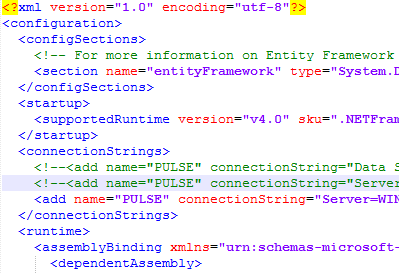 <?xml version="1.0" encoding="utf-8"?>
<configuration>
<configSections>
<!-- For more information on Entity Framework
<section name="entityFramework" type="System.D
</configSections>
<startup>
<supportedRuntime version="v4.0" sku=".NETFram
</startup>
<connectionStrings>
<!--<add name="PULSE" connectionString="Data S
<!--<add name="PULSE" connectionString="Server
<add name="PULSE" connectionString="Server=WIN
</connectionStrings>
<runtime>
<assemblyBinding xmlns="urn:schemas-microsoft-
<dependentAssembly>